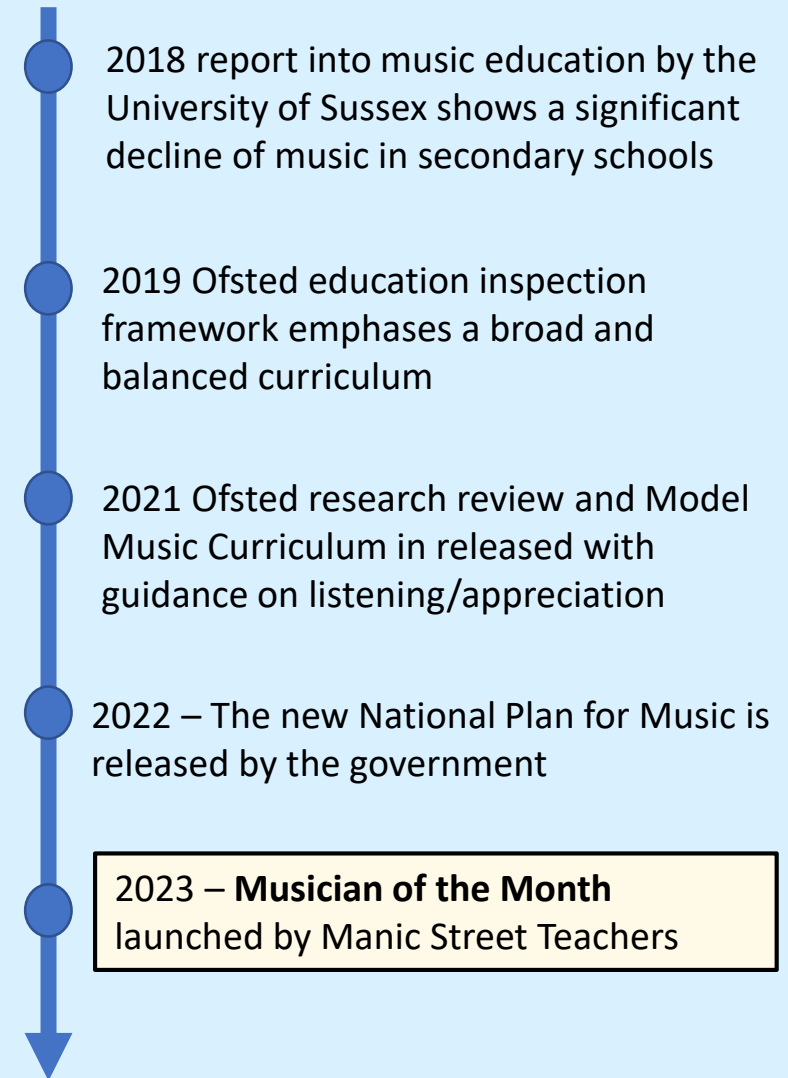 2018 report into music education by the
University of Sussex shows a significant
decline of music in secondary schools
2019 Ofsted education inspection
framework emphases a broad and
balanced curriculum
2021 Ofsted research review and Model
Music Curriculum in released with
guidance on listening/appreciation
2022 – The new National Plan for Music is
released by the government
2023 – Musician of the Month
launched by Manic Street Teachers